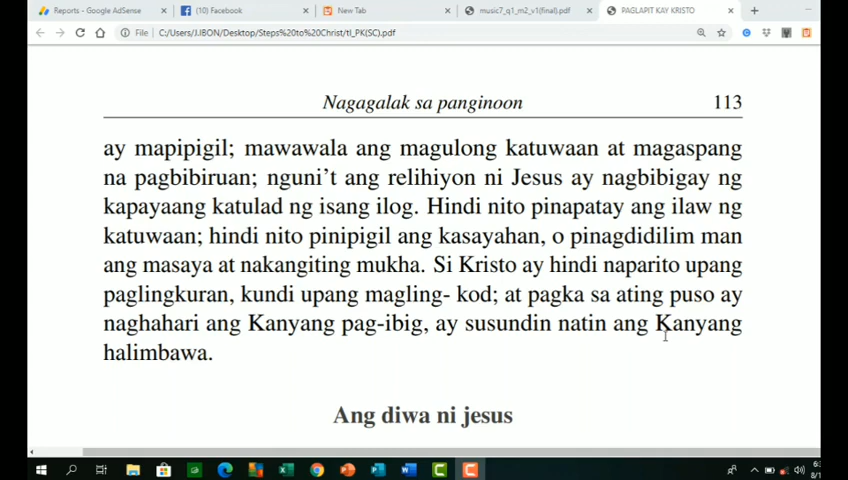 Reports – Google AdSense
(10) Facebook
New Tab
music7_q1_m2_v1(final).pdf
PAGLAPIT KAY KRISTO
File | C:/Users/J.IBON/Desktop/Steps%20to%20Christ/tl_PK(SC).pdf
Nagagalak sa panginoon 113
ay mapipigil; mawawala ang magulong katuwaan at magaspang
na pagbibiruan; nguni't ang relihiyon ni Jesus ay nagbibigay ng
kapayaang katulad ng isang ilog. Hindi nito pinapatay ang ilaw ng
katuwaan; hindi nito pinipigil ang kasayahan, o pinagdidilim man
ang masaya at nakangiting mukha. Si Kristo ay hindi naparito upang
paglingkuran, kundi upang magling- kod; at pagka sa ating puso ay
naghahari ang Kanyang pag-ibig, ay susundin natin ang Kanyang
halimbawa.
Ang diwa ni jesus